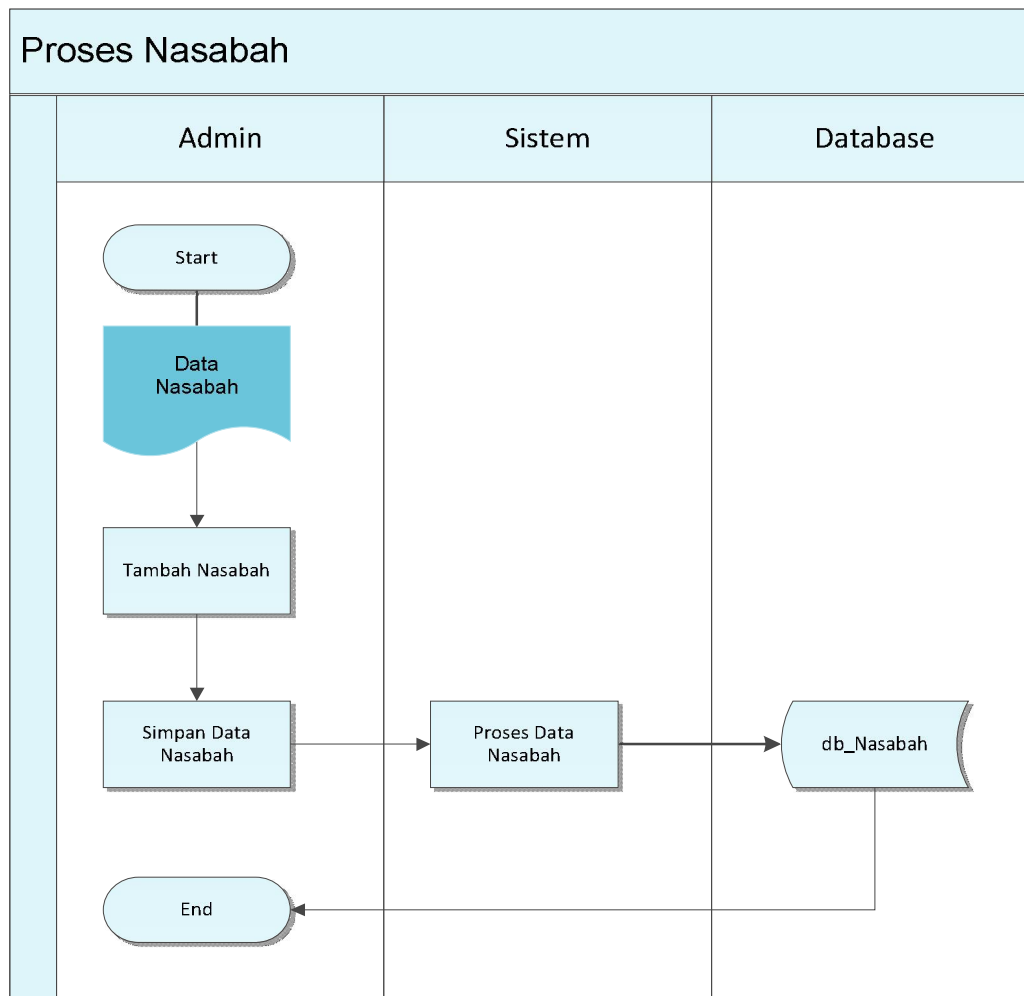 Proses Nasabah
Admin
Sistem
Database
Start
Data
Nasabah
Tambah Nasabah
Simpan Data
Nasabah
Proses Data
Nasabah
db_Nasabah
End